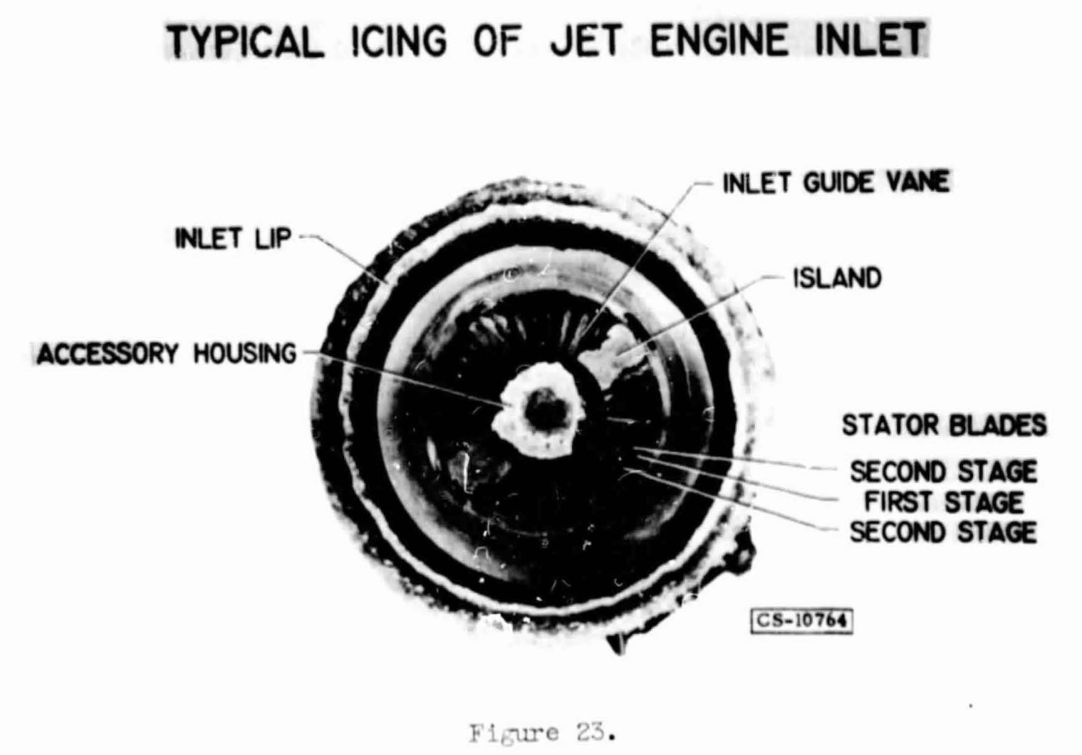 TYPICAL ICING OF JET ENGINE INLET
INLET GUIDE VANE
INLET LIP
ISLAND
ACCESSORY HOUSING
STATOR BLADES
SECOND STAGE
FIRST STAGE
SECOND STAGE
CS-10764
Figure 23.